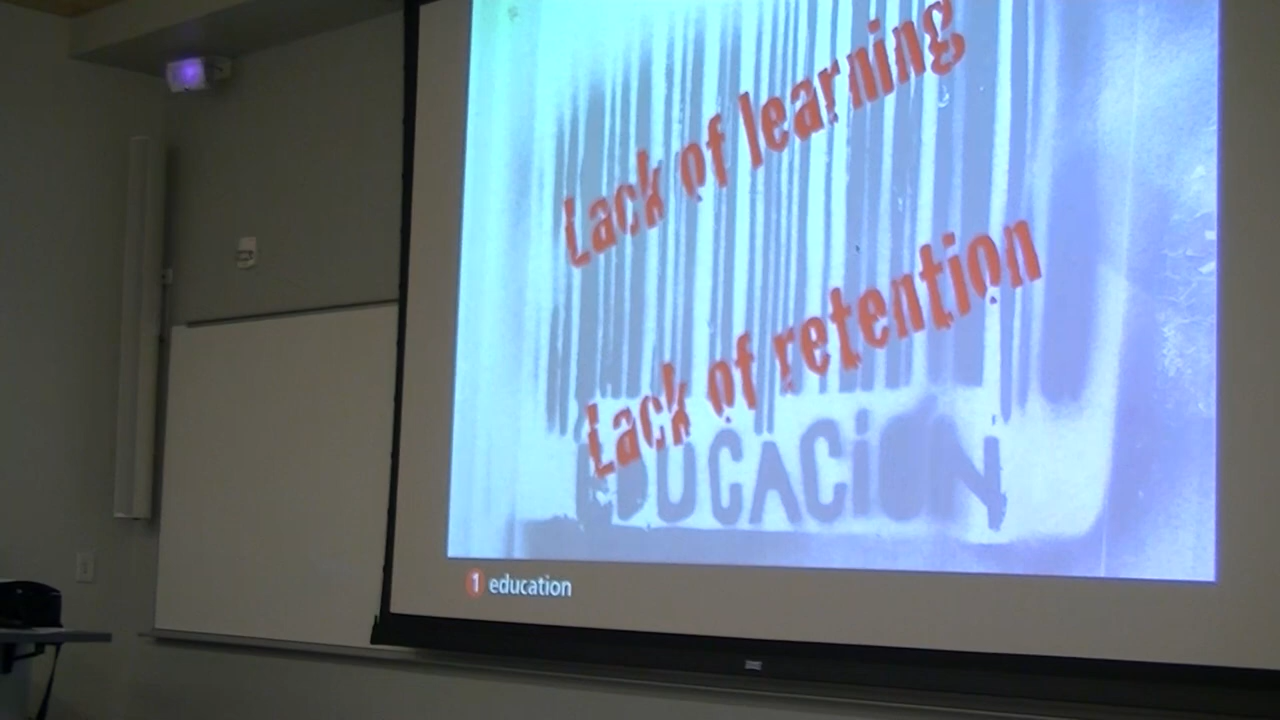 Lack of learning
Lack of retention
EDUCACiÓN
1 education